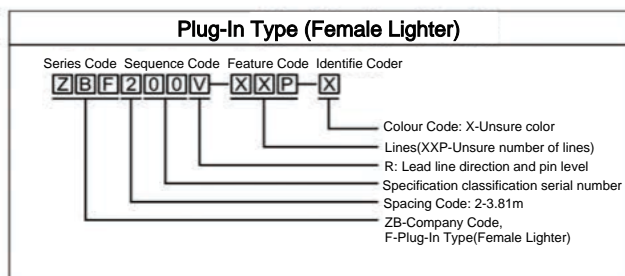 Plug-In Type (Female Lighter)
Series Code Sequence Code Feature Code Identifie Coder
ZBF200V-XXP-X
Colour Code: X-Unsure color
Lines(XXP-Unsure number of lines)
R: Lead line direction and pin level
Specification classification serial number
Spacing Code: 2-3.81m
ZB-Company Code,
F-Plug-In Type(Female Lighter)